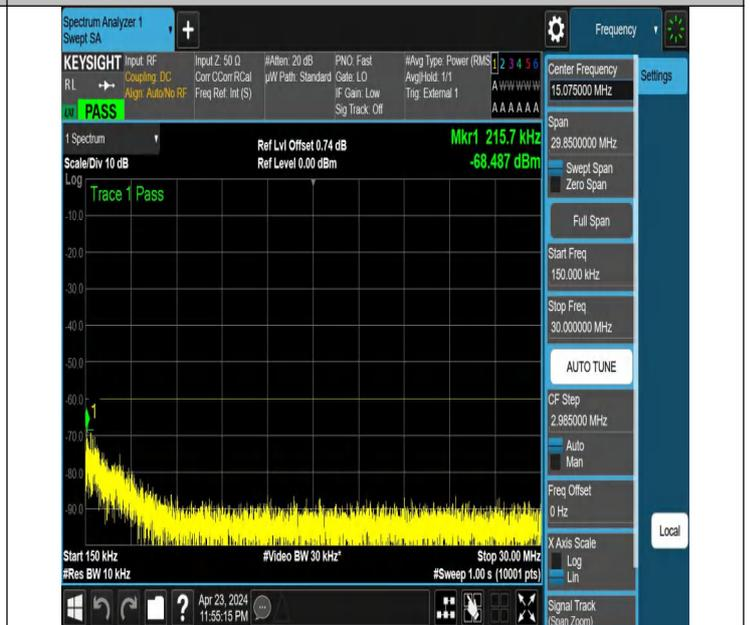 Spectrum Analyzer 1
Swept SA
+
Frequency
KEYSIGHT
RL
PASS
Input: RF
Coupling: DC
Align: Auto/No RF
Input Z: 50 Ω
Corr CCorr RCal
Freq Ref: Int (S)
#Atten: 20 dB
µW Path: Standard
PNO: Fast
Gate: LO
IF Gain: Low
Sig Track: Off
#Avg Type: Power (RMS
Avg|Hold: 1/1
Trig: External 1
1 2 3 4 5 6
A W W W W W
A A A A A A
Center Frequency
15.075000 MHz
Settings
Span
29.8500000 MHz
Swept Span
Zero Span
Full Span
Start Freq
150.000 kHz
Stop Freq
30.000000 MHz
AUTO TUNE
CF Step
2.985000 MHz
Auto
Man
Freq Offset
0 Hz
X Axis Scale
Log
Lin
Signal Track
(Span Zoom)
Local
1 Spectrum
Scale/Div 10 dB
Ref Lvl Offset 0.74 dB
Ref Level 0.00 dBm
Mkr1 215.7 kHz
-68.487 dBm
Log
Trace 1 Pass
-10.0
-20.0
-30.0
-40.0
-50.0
-60.0
1
-70.0
-80.0
-90.0
Start 150 kHz
#Video BW 30 kHz*
Stop 30.00 MHz
#Res BW 10 kHz
#Sweep 1.00 s (10001 pts)
?
Apr 23, 2024
11:55:15 PM